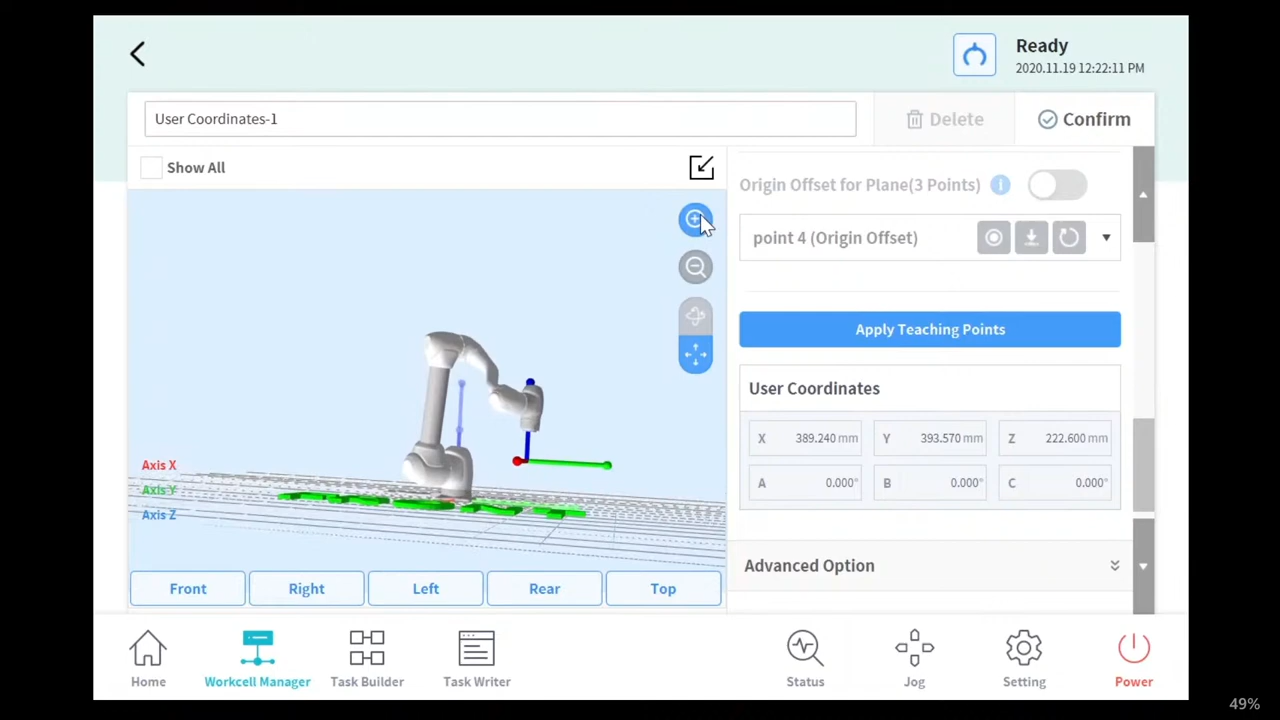 Ready
2020.11.19 12:22:11 PM
User Coordinates-1
Delete
Confirm
Show All
Origin Offset for Plane(3 Points)
point 4 (Origin Offset)
Apply Teaching Points
User Coordinates
X 389.240 mm Y 393.570 mm Z 222.600 mm
A 0.000° B 0.000° C 0.000°
Axis X
Axis Y
Axis Z
Advanced Option
Front Right Left Rear Top
Home Workcell Manager Task Builder Task Writer Status Jog Setting Power
49%